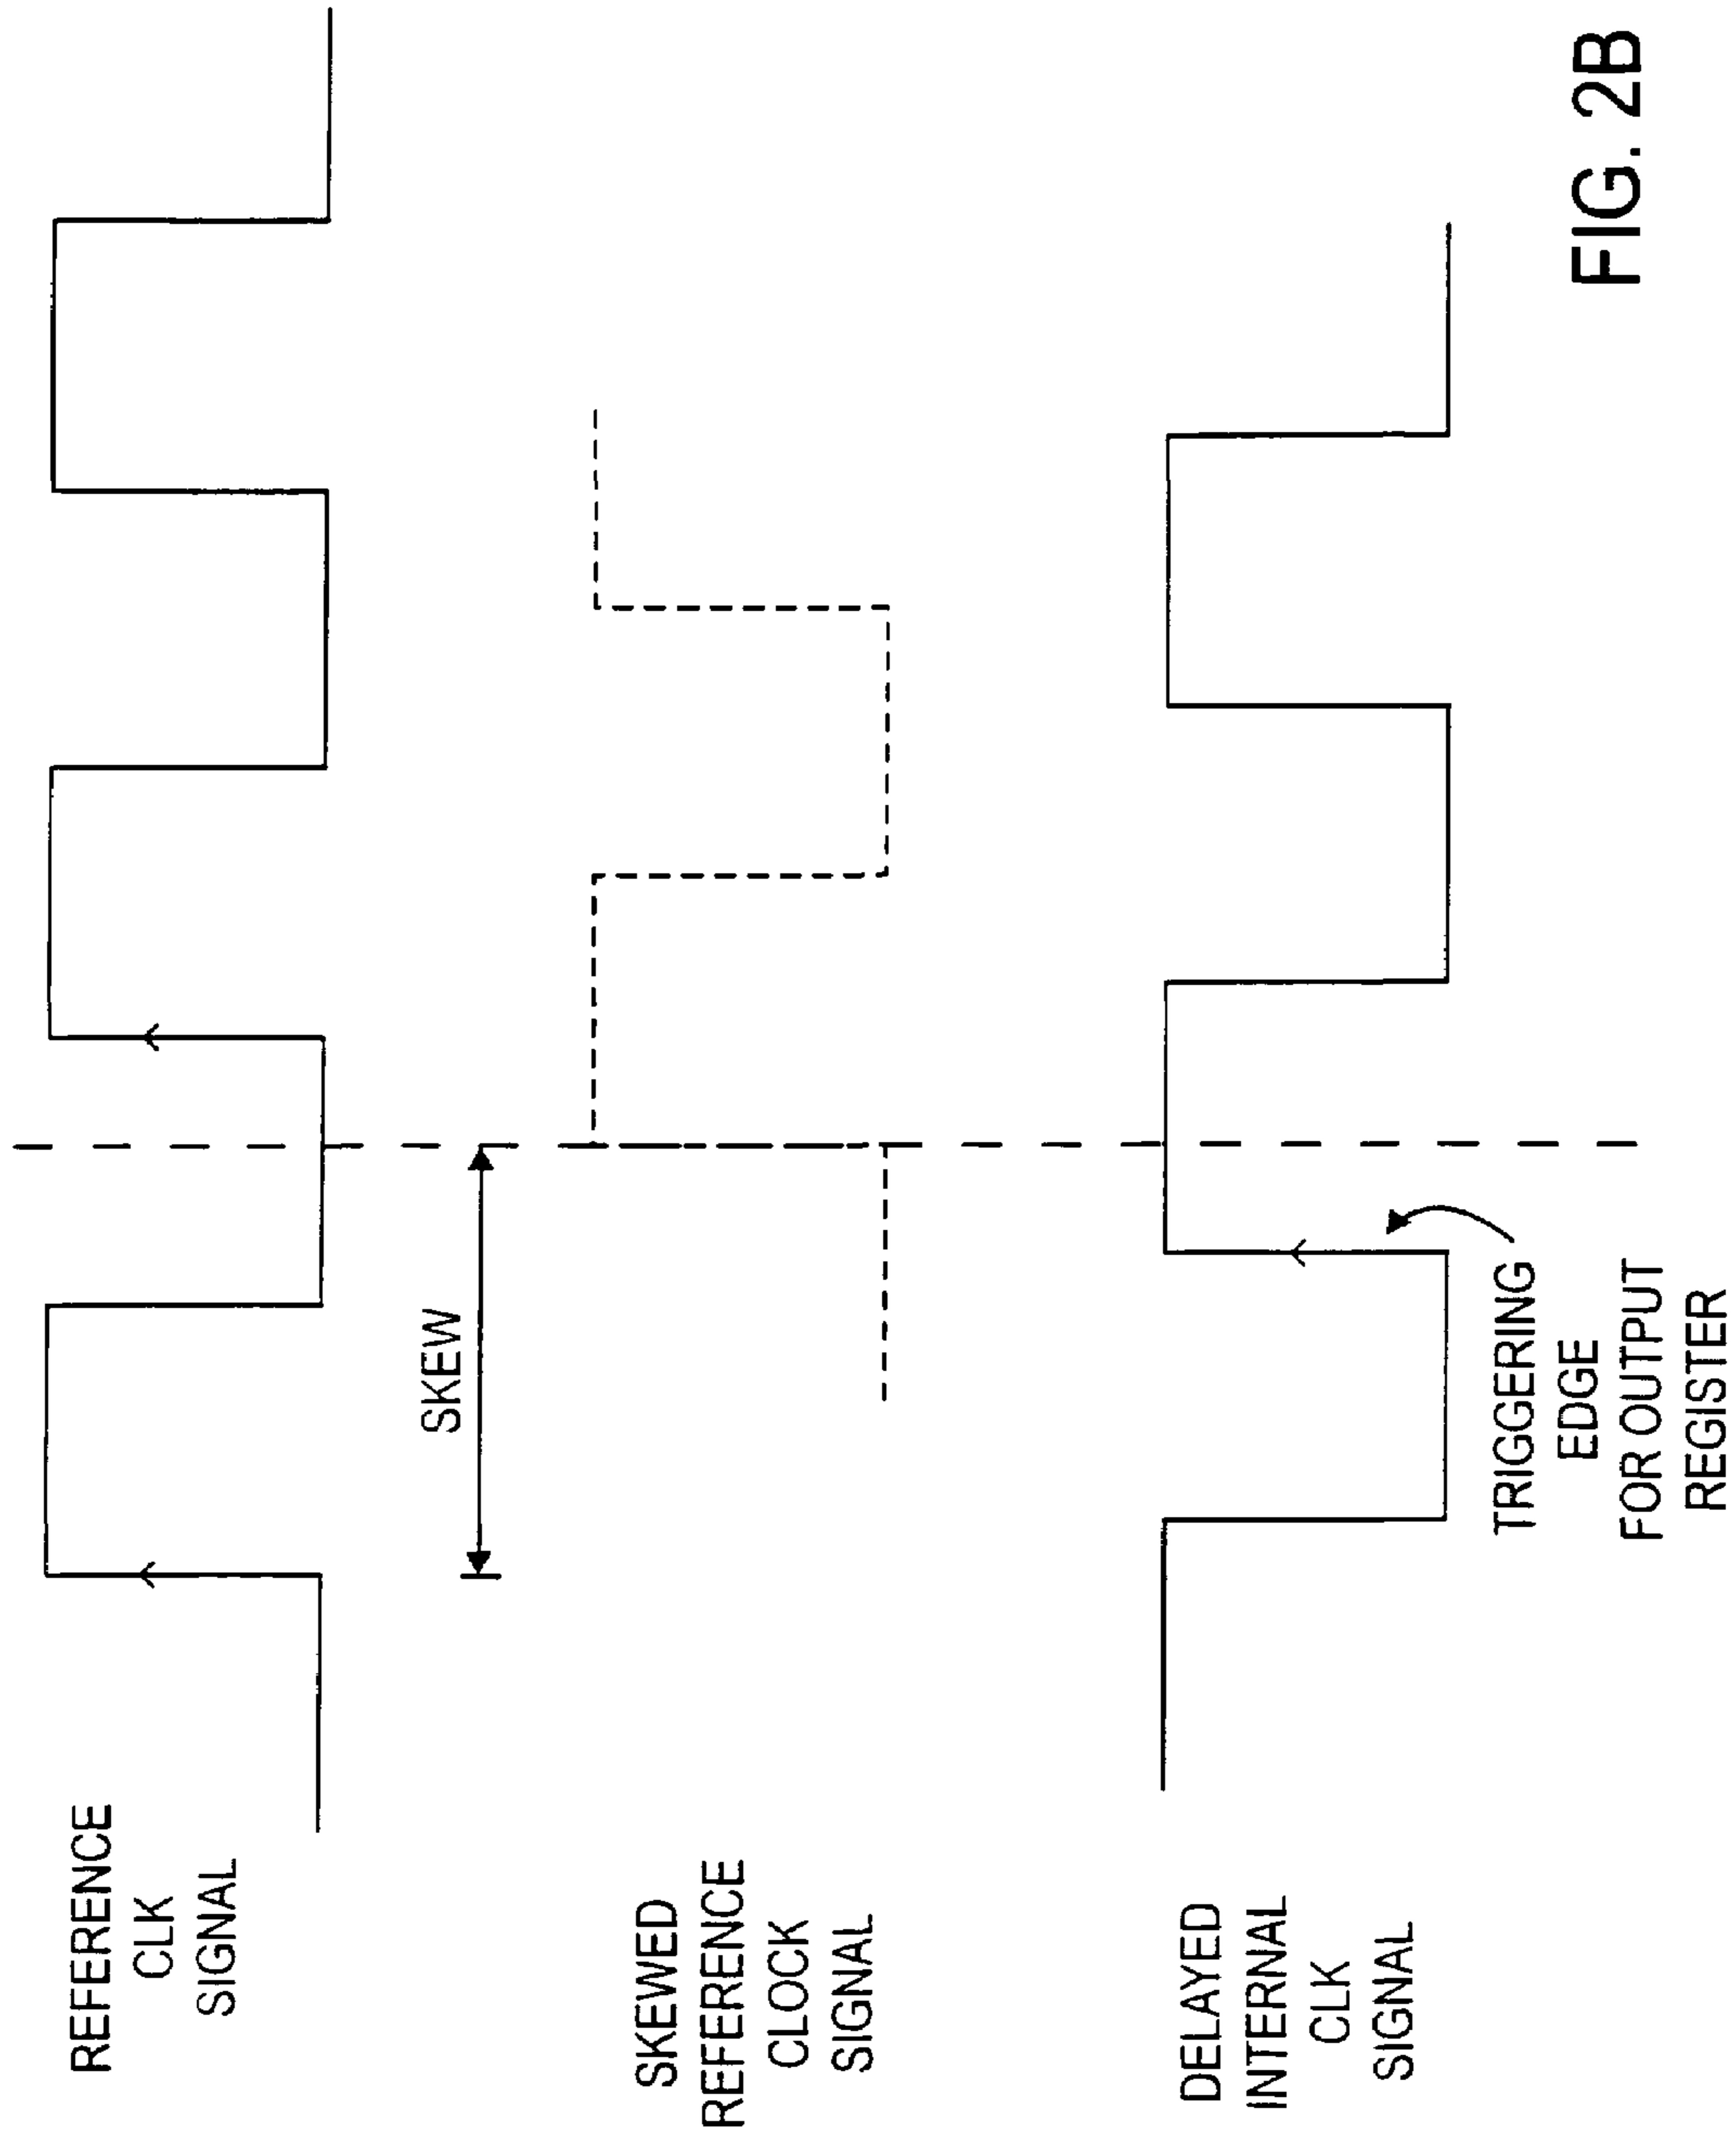 REFERENCE
CLK
SIGNAL
SKEW
SKEWED
REFERENCE
CLOCK
SIGNAL
DELAYED
INTERNAL
CLK
SIGNAL
TRIGGERING
EDGE
FOR OUTPUT
REGISTER
FIG. 2B